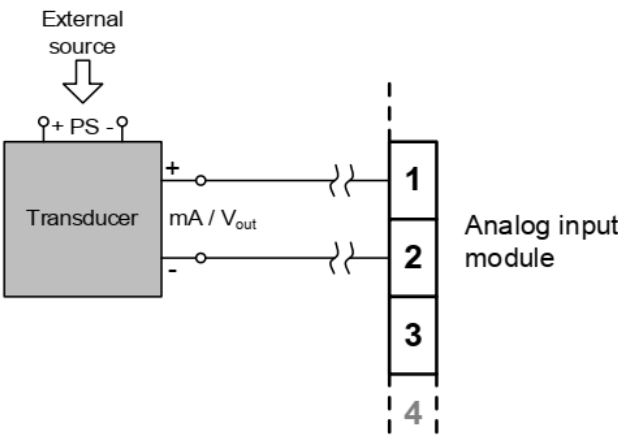 External
source
+ PS -
+
1
Transducer
mA / Vout
Analog input
module
-
2
3
4